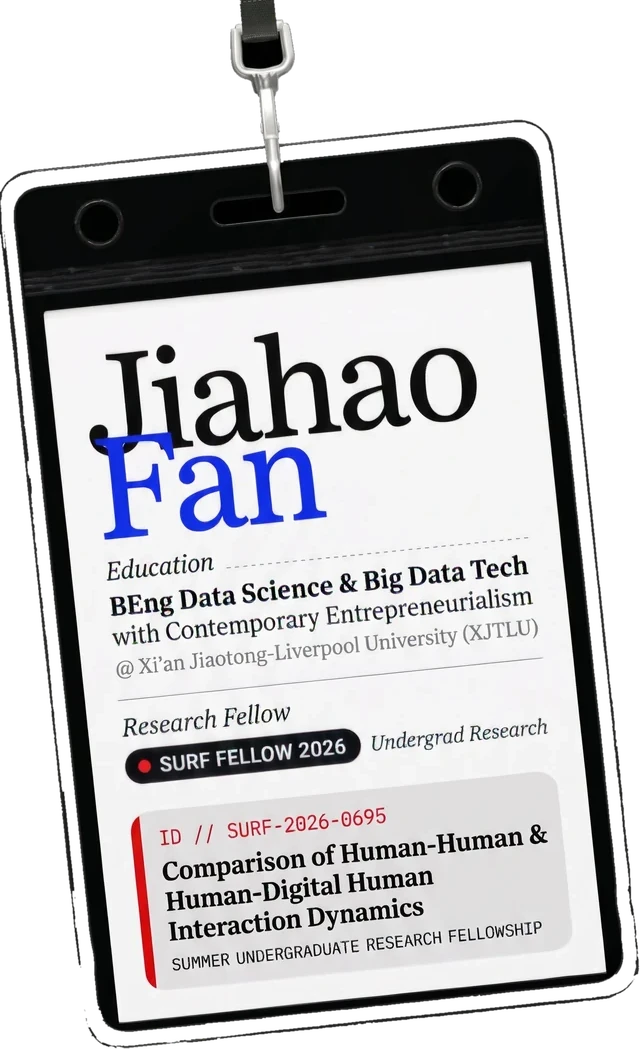 Jiahao
Fan
Education
BEng Data Science & Big Data Tech
with Contemporary Entrepreneurialism
@ Xi’an Jiaotong-Liverpool University (XJTLU)
Research Fellow
SURF FELLOW 2026 Undergrad Research
ID // SURF-2026-0695
Comparison of Human-Human &
Human-Digital Human
Interaction Dynamics
SUMMER UNDERGRADUATE RESEARCH FELLOWSHIP